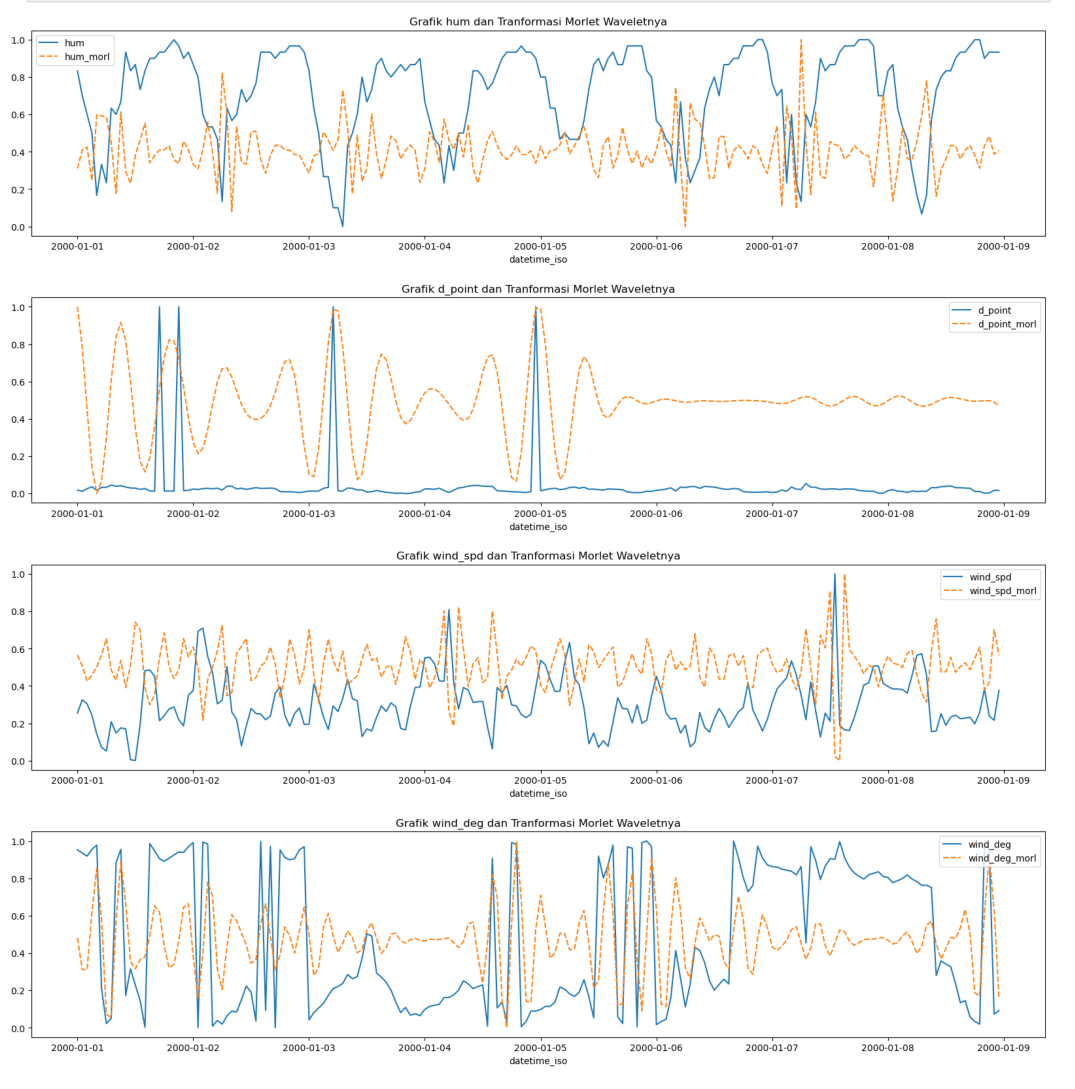 Grafik hum dan Tranformasi Morlet Waveletnya
1.0
0.8
0.6
0.4
0.2
0.0
hum
hum_morl
2000-01-01 2000-01-02 2000-01-03 2000-01-04 2000-01-05 2000-01-06 2000-01-07 2000-01-08 2000-01-09
datetime_iso
Grafik d_point dan Tranformasi Morlet Waveletnya
1.0
0.8
0.6
0.4
0.2
0.0
d_point
d_point_morl
2000-01-01 2000-01-02 2000-01-03 2000-01-04 2000-01-05 2000-01-06 2000-01-07 2000-01-08 2000-01-09
datetime_iso
Grafik wind_spd dan Tranformasi Morlet Waveletnya
1.0
0.8
0.6
0.4
0.2
0.0
wind_spd
wind_spd_morl
2000-01-01 2000-01-02 2000-01-03 2000-01-04 2000-01-05 2000-01-06 2000-01-07 2000-01-08 2000-01-09
datetime_iso
Grafik wind_deg dan Tranformasi Morlet Waveletnya
1.0
0.8
0.6
0.4
0.2
0.0
wind_deg
wind_deg_morl
2000-01-01 2000-01-02 2000-01-03 2000-01-04 2000-01-05 2000-01-06 2000-01-07 2000-01-08 2000-01-09
datetime_iso